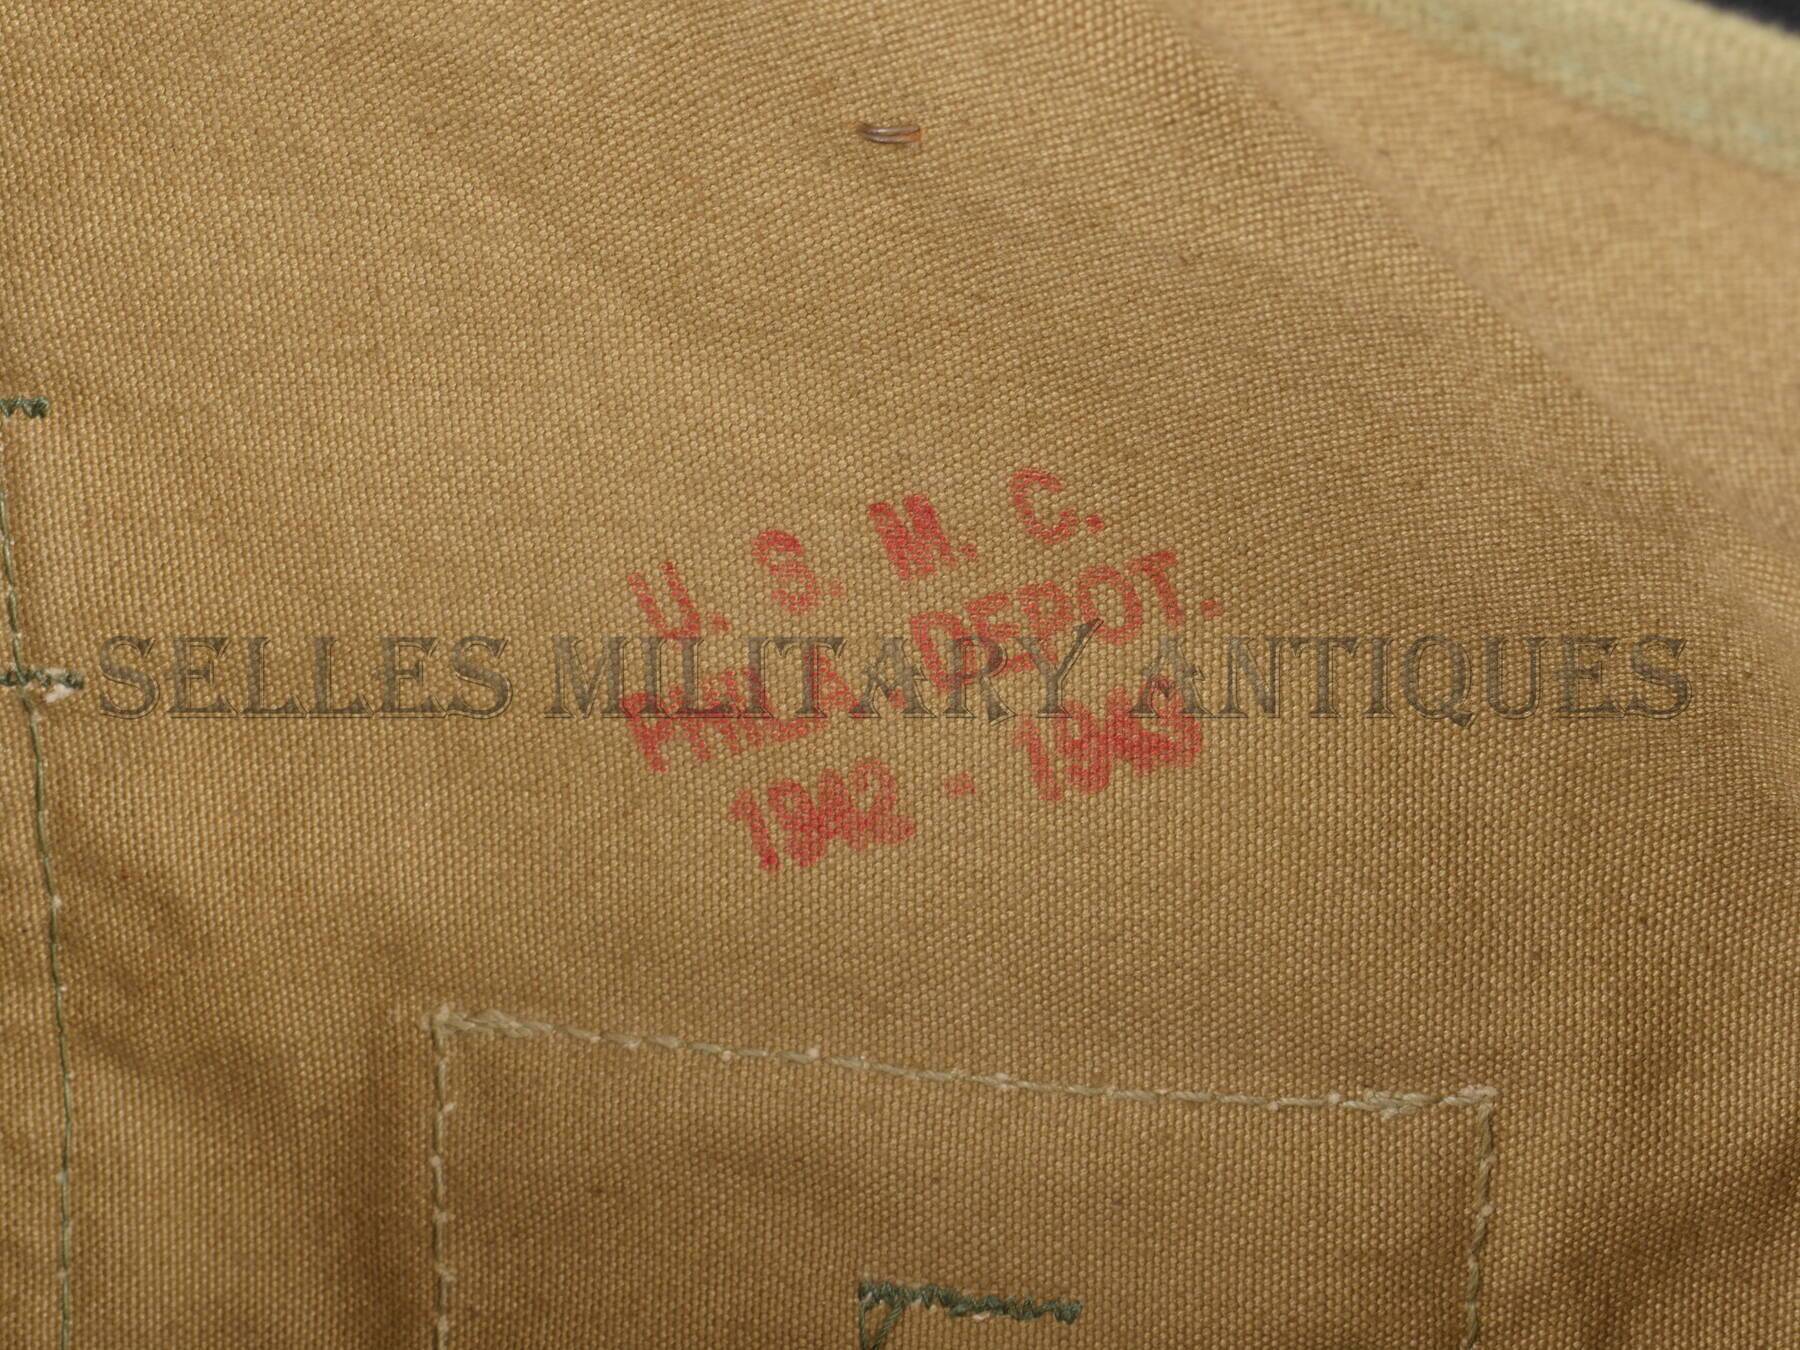 U. S. M. C.
PHILA. DEPOT.
1942 - 1943
SELLES MILITARY ANTIQUES